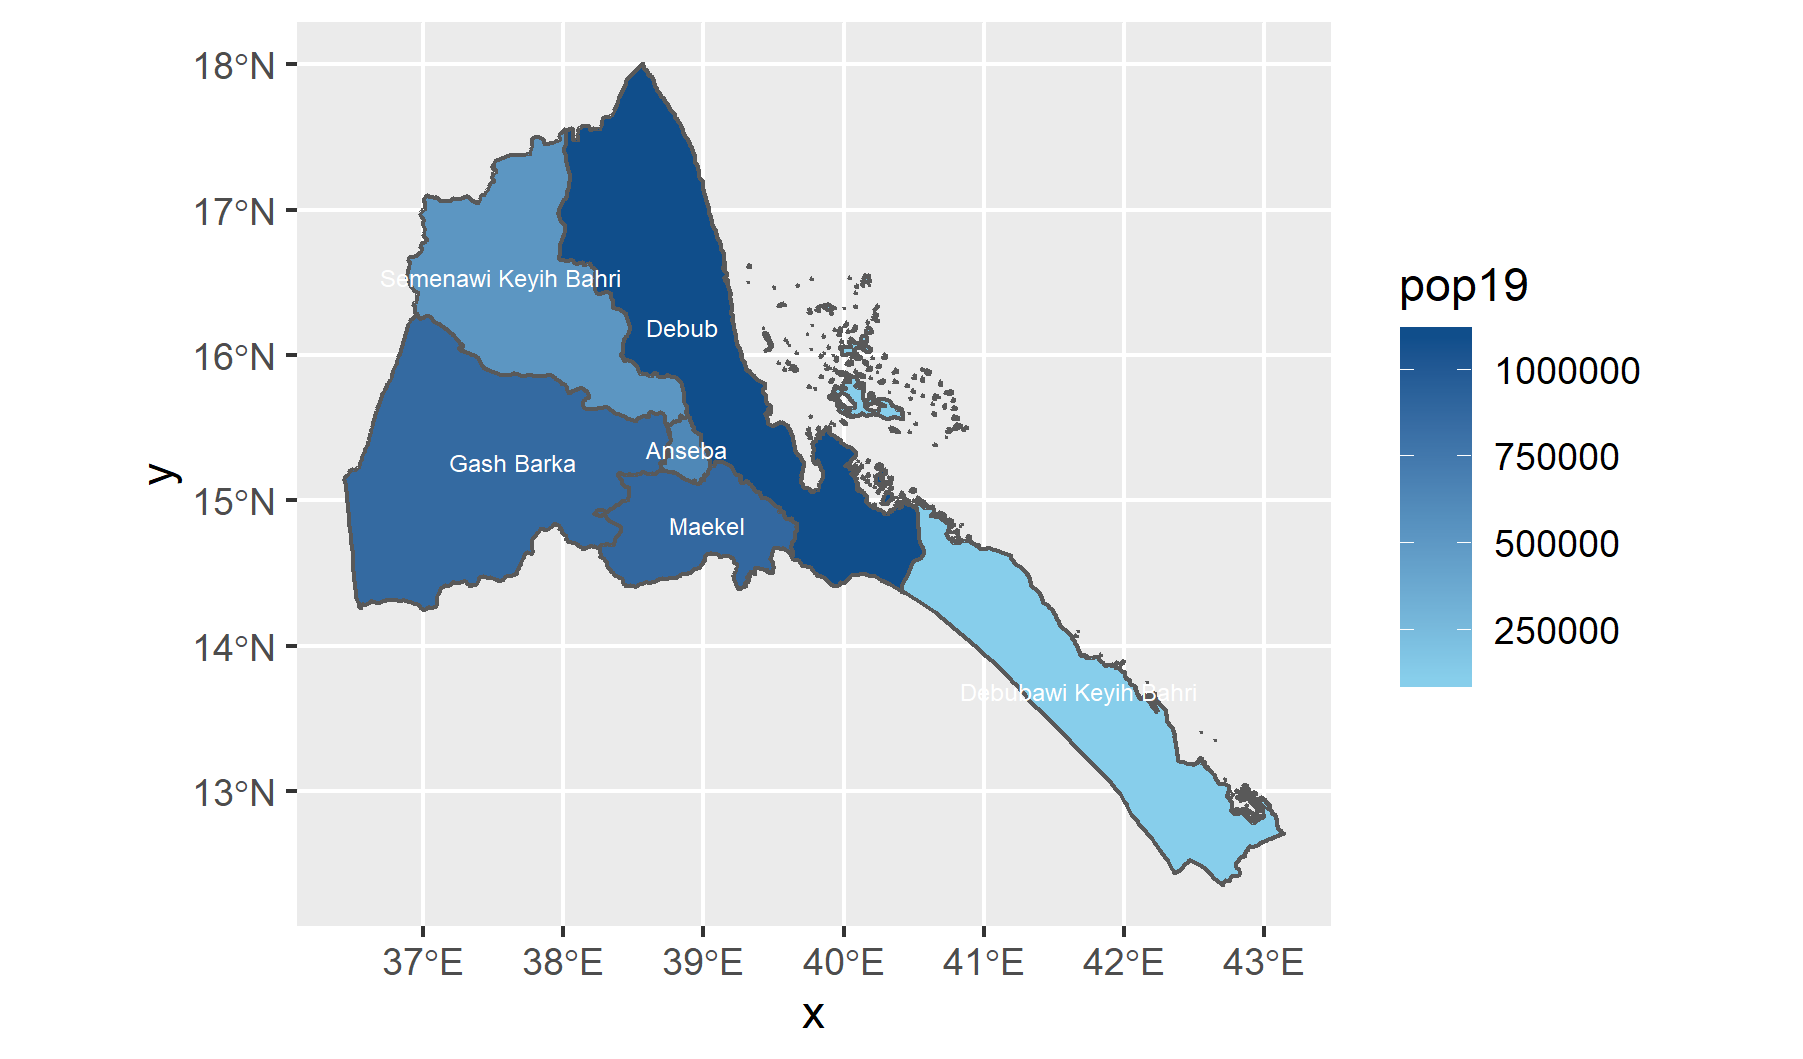 18°N
17°N
16°N
15°N
14°N
13°N
y
Semenawi Keyih Bahri
Debub
Anseba
Gash Barka
Maekel
Debubawi Keyih Bahri
37°E 38°E 39°E 40°E 41°E 42°E 43°E
x
pop19
1000000
750000
500000
250000